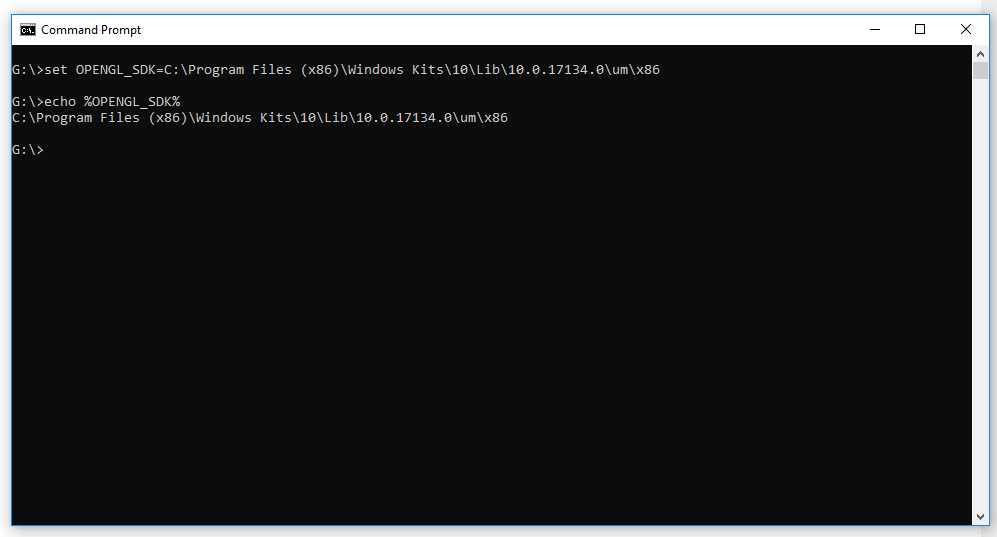 Command Prompt
G:\>set OPENGL_SDK=C:\Program Files (x86)\Windows Kits\10\Lib\10.0.17134.0\um\x86
G:\>echo %OPENGL_SDK%
C:\Program Files (x86)\Windows Kits\10\Lib\10.0.17134.0\um\x86
G:\>